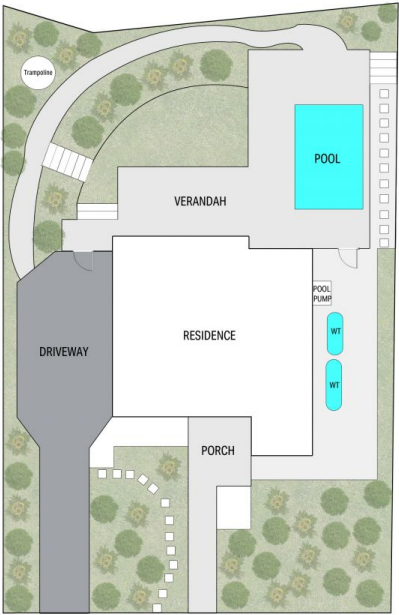 Trampoline
POOL
VERANDAH
POOL
PUMP
WT
RESIDENCE
DRIVEWAY
WT
PORCH